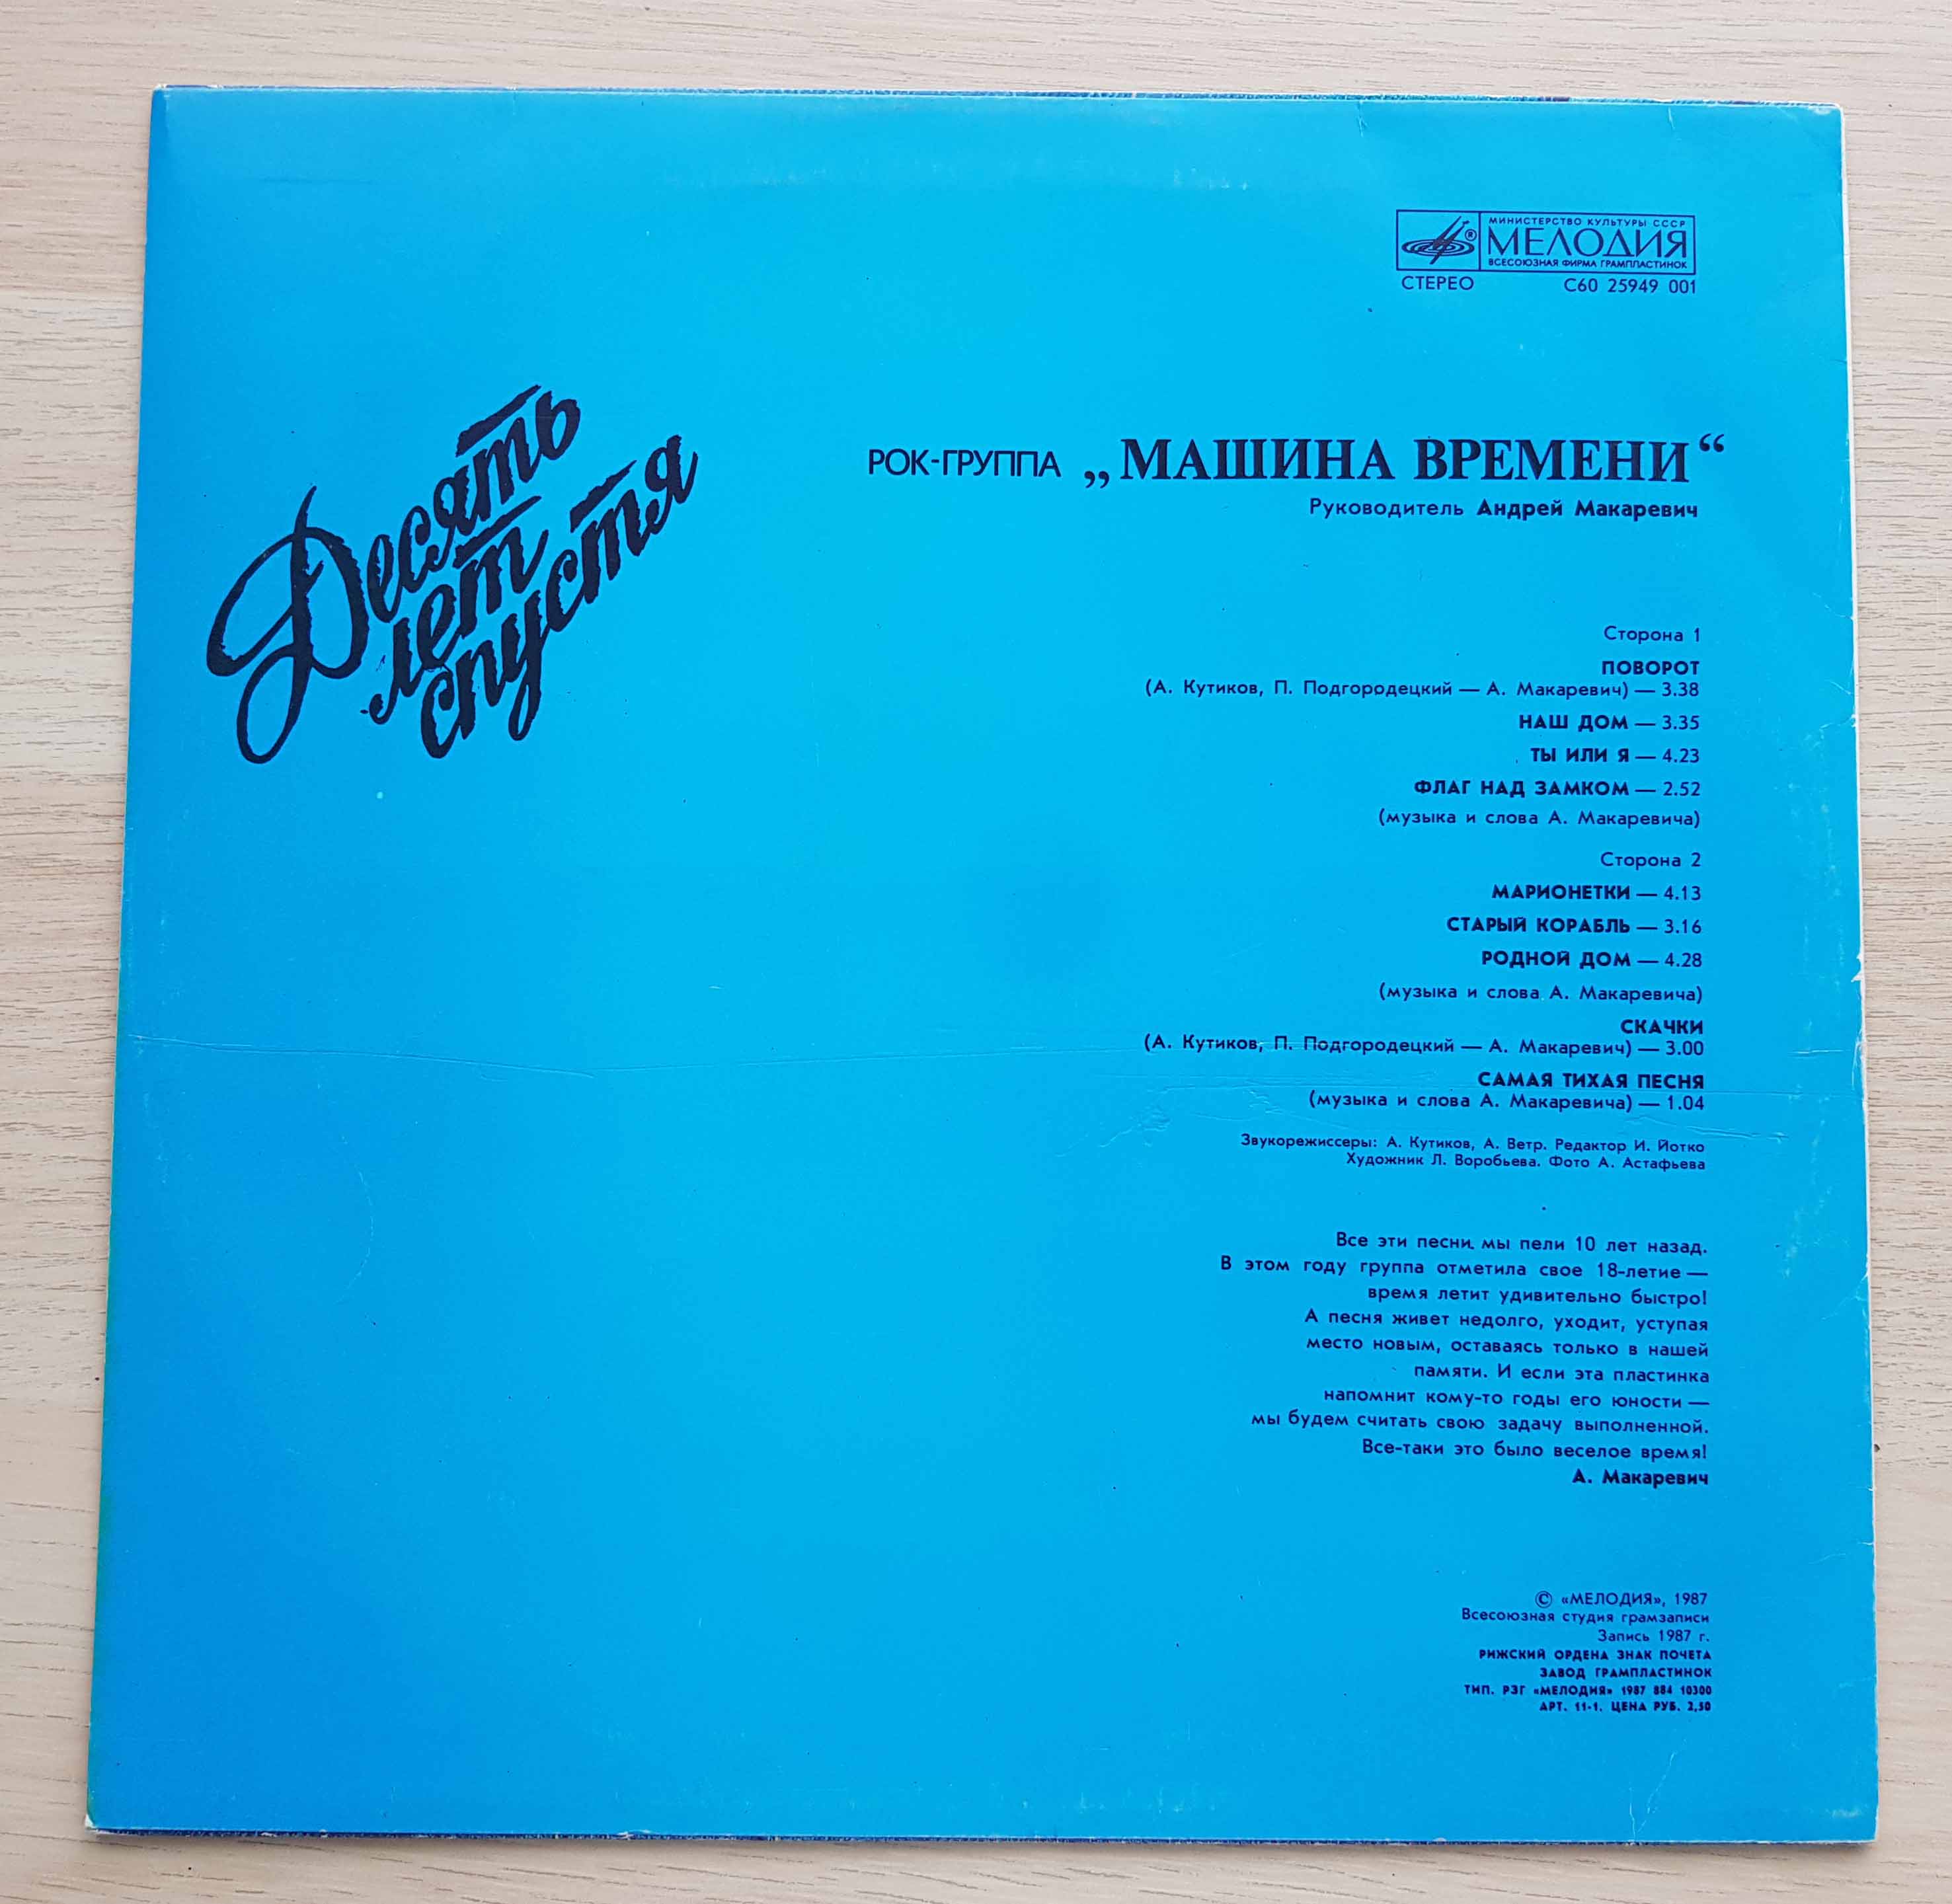 МИНИСТЕРСТВО КУЛЬТУРЫ СССР
МЕЛОДИЯ
ВСЕСОЮЗНАЯ ФИРМА ГРАМПЛАСТИНОК
СТЕРЕО С60 25949 001
Десять
лет
спустя
РОК-ГРУППА „МАШИНА ВРЕМЕНИ“
Руководитель Андрей Макаревич
Сторона 1
ПОВОРОТ
(А. Кутиков, П. Подгородецкий — А. Макаревич) — 3.38
НАШ ДОМ — 3.35
ТЫ ИЛИ Я — 4.23
ФЛАГ НАД ЗАМКОМ — 2.52
(музыка и слова А. Макаревича)
Сторона 2
МАРИОНЕТКИ — 4.13
СТАРЫЙ КОРАБЛЬ — 3.16
РОДНОЙ ДОМ — 4.28
(музыка и слова А. Макаревича)
СКАЧКИ
(А. Кутиков, П. Подгородецкий — А. Макаревич) — 3.00
САМАЯ ТИХАЯ ПЕСНЯ
(музыка и слова А. Макаревича) — 1.04
Звукорежиссеры: А. Кутиков, А. Ветр. Редактор И. Йотко
Художник Л. Воробьева. Фото А. Астафьева
Все эти песни мы пели 10 лет назад.
В этом году группа отметила свое 18-летие —
время летит удивительно быстро!
А песня живет недолго, уходит, уступая
место новым, оставаясь только в нашей
памяти. И если эта пластинка
напомнит кому-то годы его юности —
мы будем считать свою задачу выполненной.
Все-таки это было веселое время!
А. Макаревич
© «МЕЛОДИЯ», 1987
Всесоюзная студия грамзаписи
Запись 1987 г.
РИЖСКИЙ ОРДЕНА ЗНАК ПОЧЕТА
ЗАВОД ГРАМПЛАСТИНОК
ТИП. РЗГ «МЕЛОДИЯ» 1987 884 10300
АРТ. 11-1. ЦЕНА РУБ. 2,50